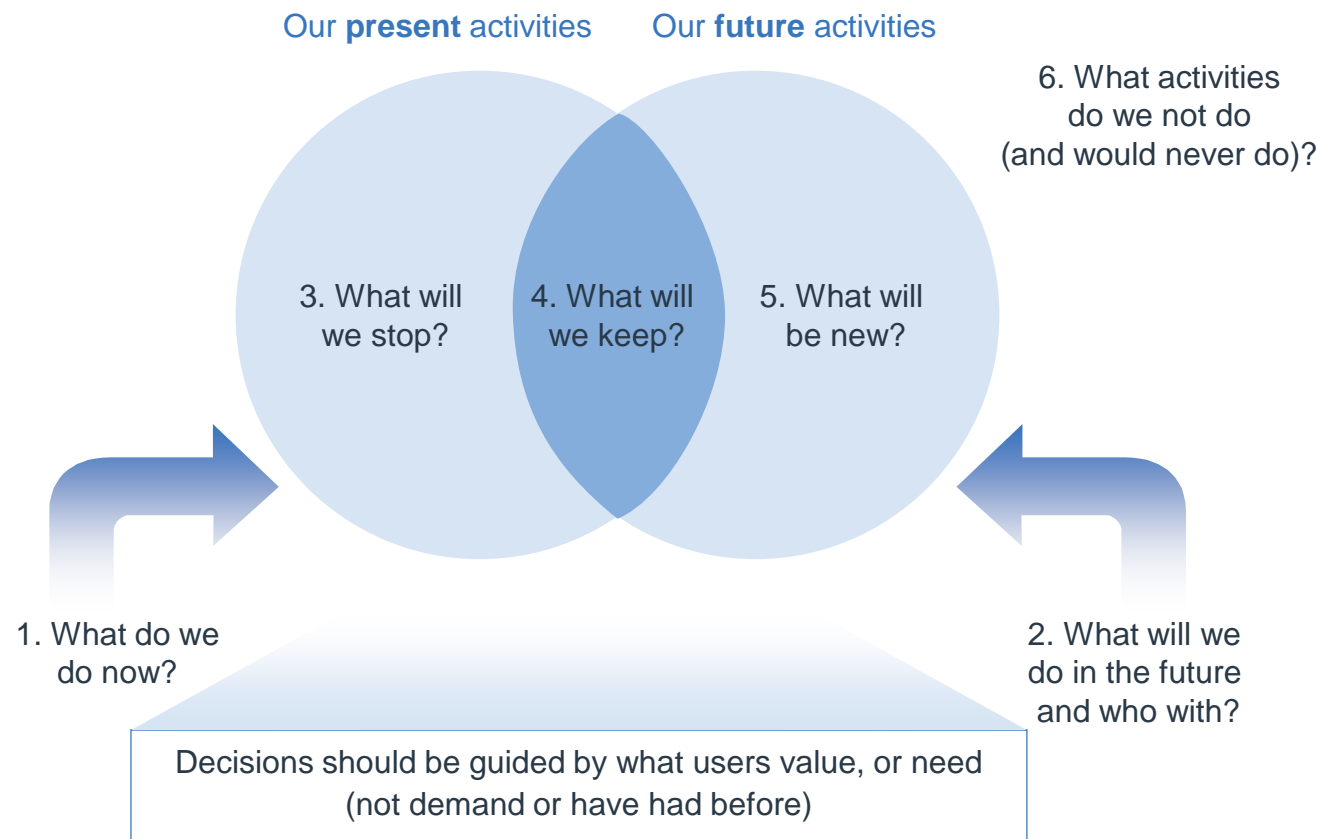 Our present activities
Our future activities
6. What activities
do we not do
(and would never do)?
3. What will
we stop?
4. What will
we keep?
5. What will
be new?
1. What do we
do now?
2. What will we
do in the future
and who with?
Decisions should be guided by what users value, or need
(not demand or have had before)